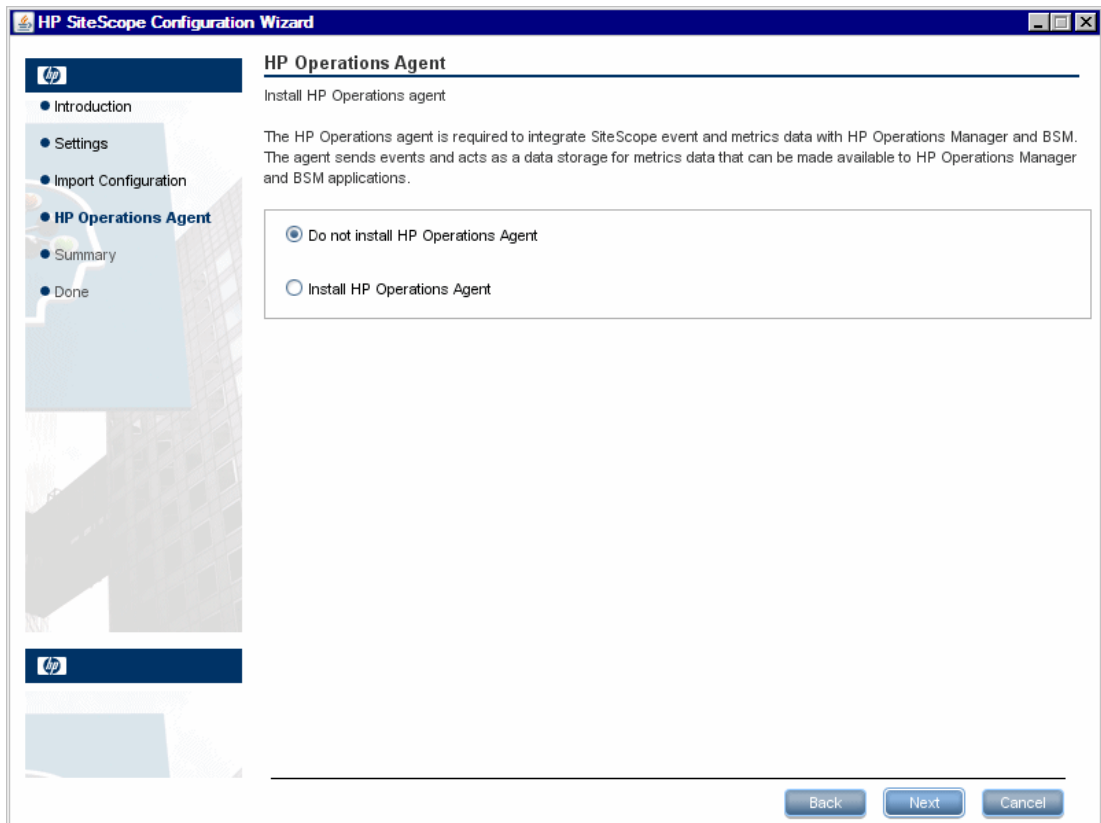 HP SiteScope Configuration Wizard
hp
Introduction
Settings
Import Configuration
HP Operations Agent
Summary
Done
hp
HP Operations Agent
Install HP Operations agent
The HP Operations agent is required to integrate SiteScope event and metrics data with HP Operations Manager and BSM.
The agent sends events and acts as a data storage for metrics data that can be made available to HP Operations Manager
and BSM applications.
Do not install HP Operations Agent
Install HP Operations Agent
Back
Next
Cancel